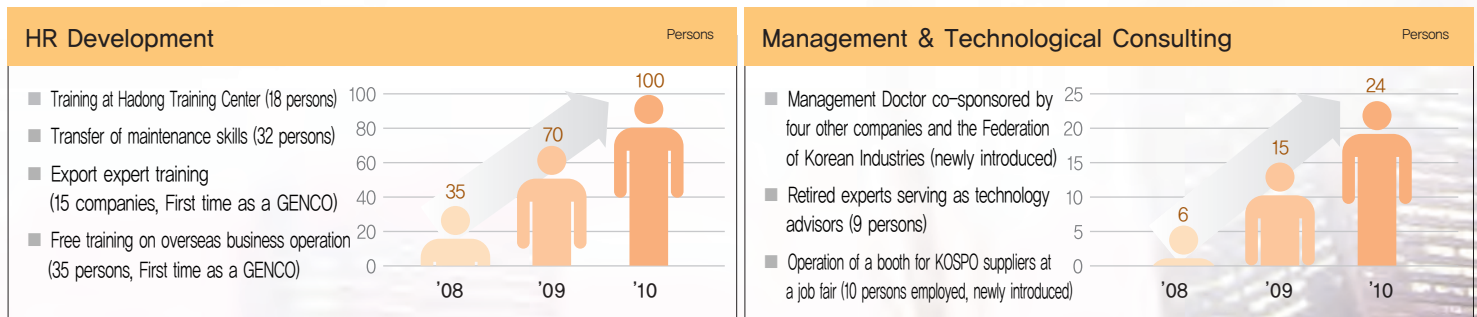 HR Development
Persons
■ Training at Hadong Training Center (18 persons)
■ Transfer of maintenance skills (32 persons)
■ Export expert training
(15 companies, First time as a GENCO)
■ Free training on overseas business operation
(35 persons, First time as a GENCO)
100
80
60
40
20
0
35
70
100
'08
'09
'10
Management & Technological Consulting
Persons
■ Management Doctor co-sponsored by
four other companies and the Federation
of Korean Industries (newly introduced)
■ Retired experts serving as technology
advisors (9 persons)
■ Operation of a booth for KOSPO suppliers at
a job fair (10 persons employed, newly introduced)
25
20
15
10
5
0
6
15
24
'08
'09
'10